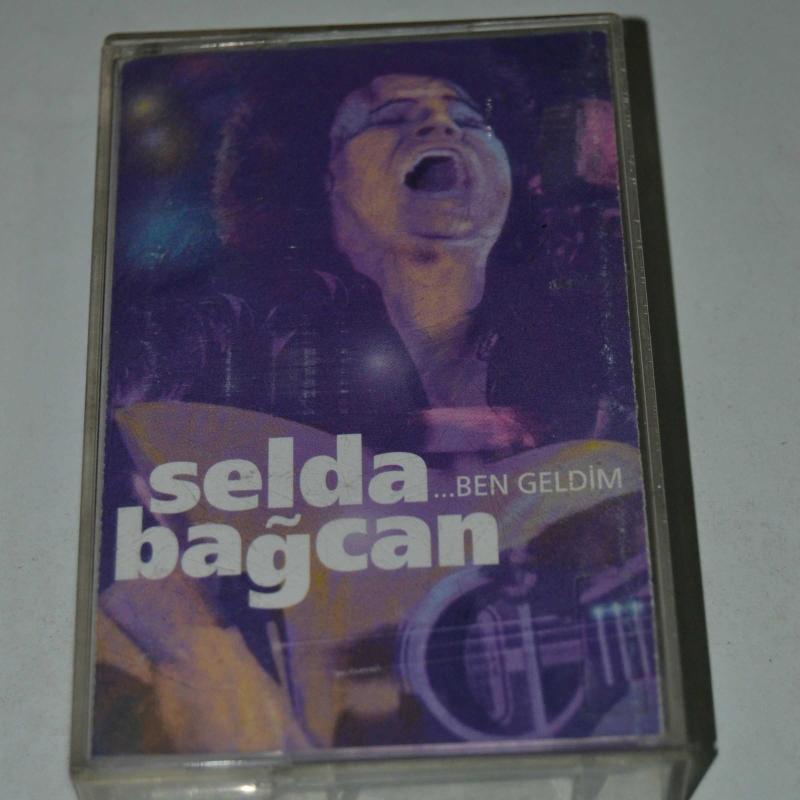 selda
...BEN GELDİM
bağcan